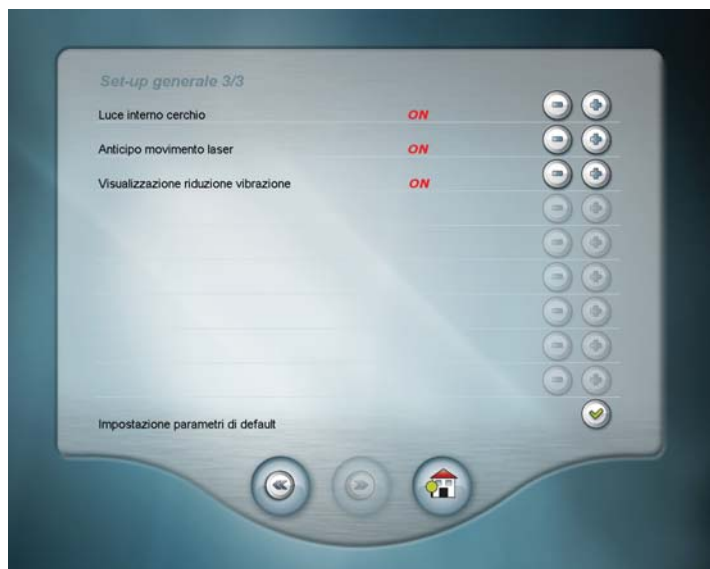 Set-up generale 3/3
Luce interno cerchio ON
Anticipo movimento laser ON
Visualizzazione riduzione vibrazione ON
Impostazione parametri di default